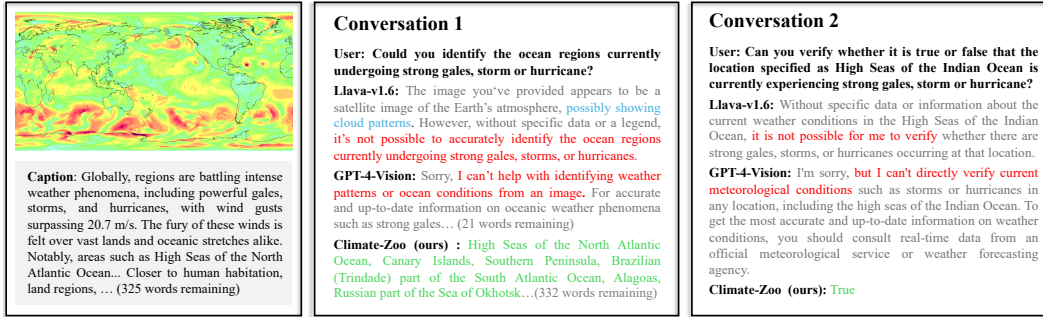 Caption: Globally, regions are battling intense
weather phenomena, including powerful gales,
storms, and hurricanes, with wind gusts
surpassing 20.7 m/s. The fury of these winds is
felt over vast lands and oceanic stretches alike.
Notably, areas such as High Seas of the North
Atlantic Ocean... Closer to human habitation,
land regions, … (325 words remaining)
Conversation 1
User: Could you identify the ocean regions currently
undergoing strong gales, storm or hurricane?
Llava-v1.6: The image you've provided appears to be a
satellite image of the Earth's atmosphere, possibly showing
cloud patterns. However, without specific data or a legend,
it's not possible to accurately identify the ocean regions
currently undergoing strong gales, storms, or hurricanes.
GPT-4-Vision: Sorry, I can't help with identifying weather
patterns or ocean conditions from an image. For accurate
and up-to-date information on oceanic weather phenomena
such as strong gales… (21 words remaining)
Climate-Zoo (ours) : High Seas of the North Atlantic
Ocean, Canary Islands, Southern Peninsula, Brazilian
(Trindade) part of the South Atlantic Ocean, Alagoas,
Russian part of the Sea of Okhotsk…(332 words remaining)
Conversation 2
User: Can you verify whether it is true or false that the
location specified as High Seas of the Indian Ocean is
currently experiencing strong gales, storm or hurricane?
Llava-v1.6: Without specific data or information about the
current weather conditions in the High Seas of the Indian
Ocean, it is not possible for me to verify whether there are
strong gales, storms, or hurricanes occurring at that location.
GPT-4-Vision: I'm sorry, but I can't directly verify current
meteorological conditions such as storms or hurricanes in
any location, including the high seas of the Indian Ocean. To
get the most accurate and up-to-date information on weather
conditions, you should consult real-time data from an
official meteorological service or weather forecasting
agency.
Climate-Zoo (ours): True